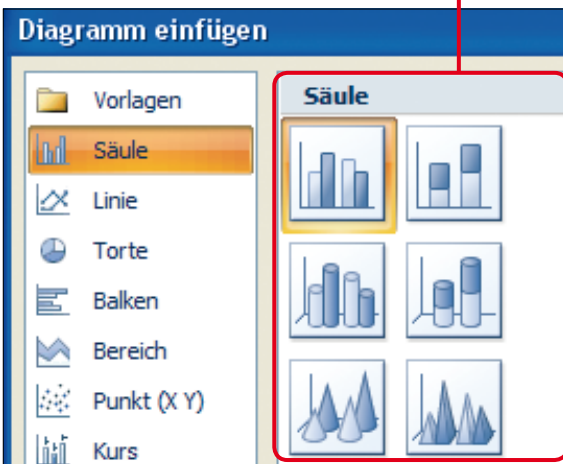 Diagramm einfügen
Vorlagen
Säule
Linie
Torte
Balken
Bereich
Punkt (X Y)
Kurs
Säule